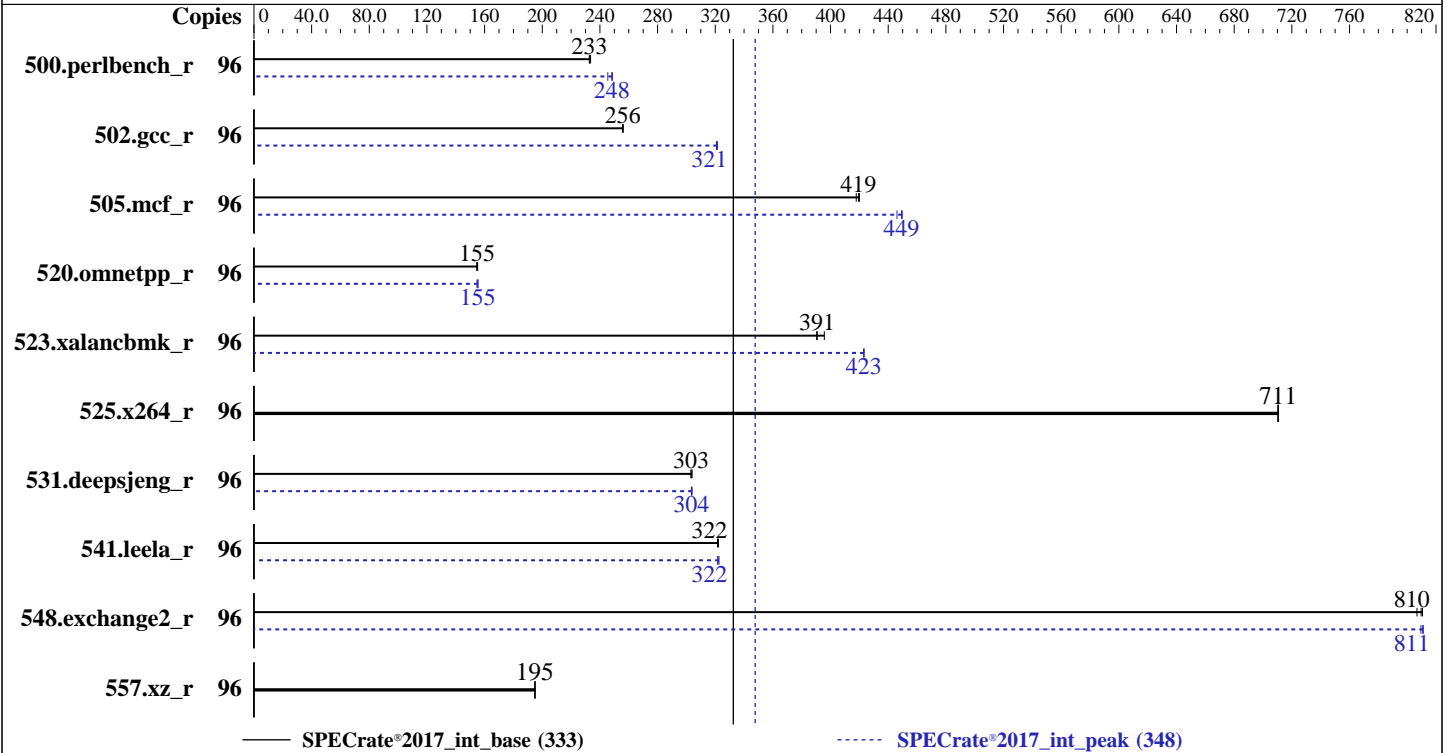 Copies 0 40.0 80.0 120 160 200 240 280 320 360 400 440 480 520 560 600 640 680 720 760 820
500.perlbench_r 96 233
248
502.gcc_r 96 256
321
505.mcf_r 96 419
449
520.omnetpp_r 96 155
155
523.xalancbmk_r 96 391
423
525.x264_r 96 711
531.deepsjeng_r 96 303
304
541.leela_r 96 322
322
548.exchange2_r 96 810
811
557.xz_r 96 195
SPECrate®2017_int_base (333) SPECrate®2017_int_peak (348)